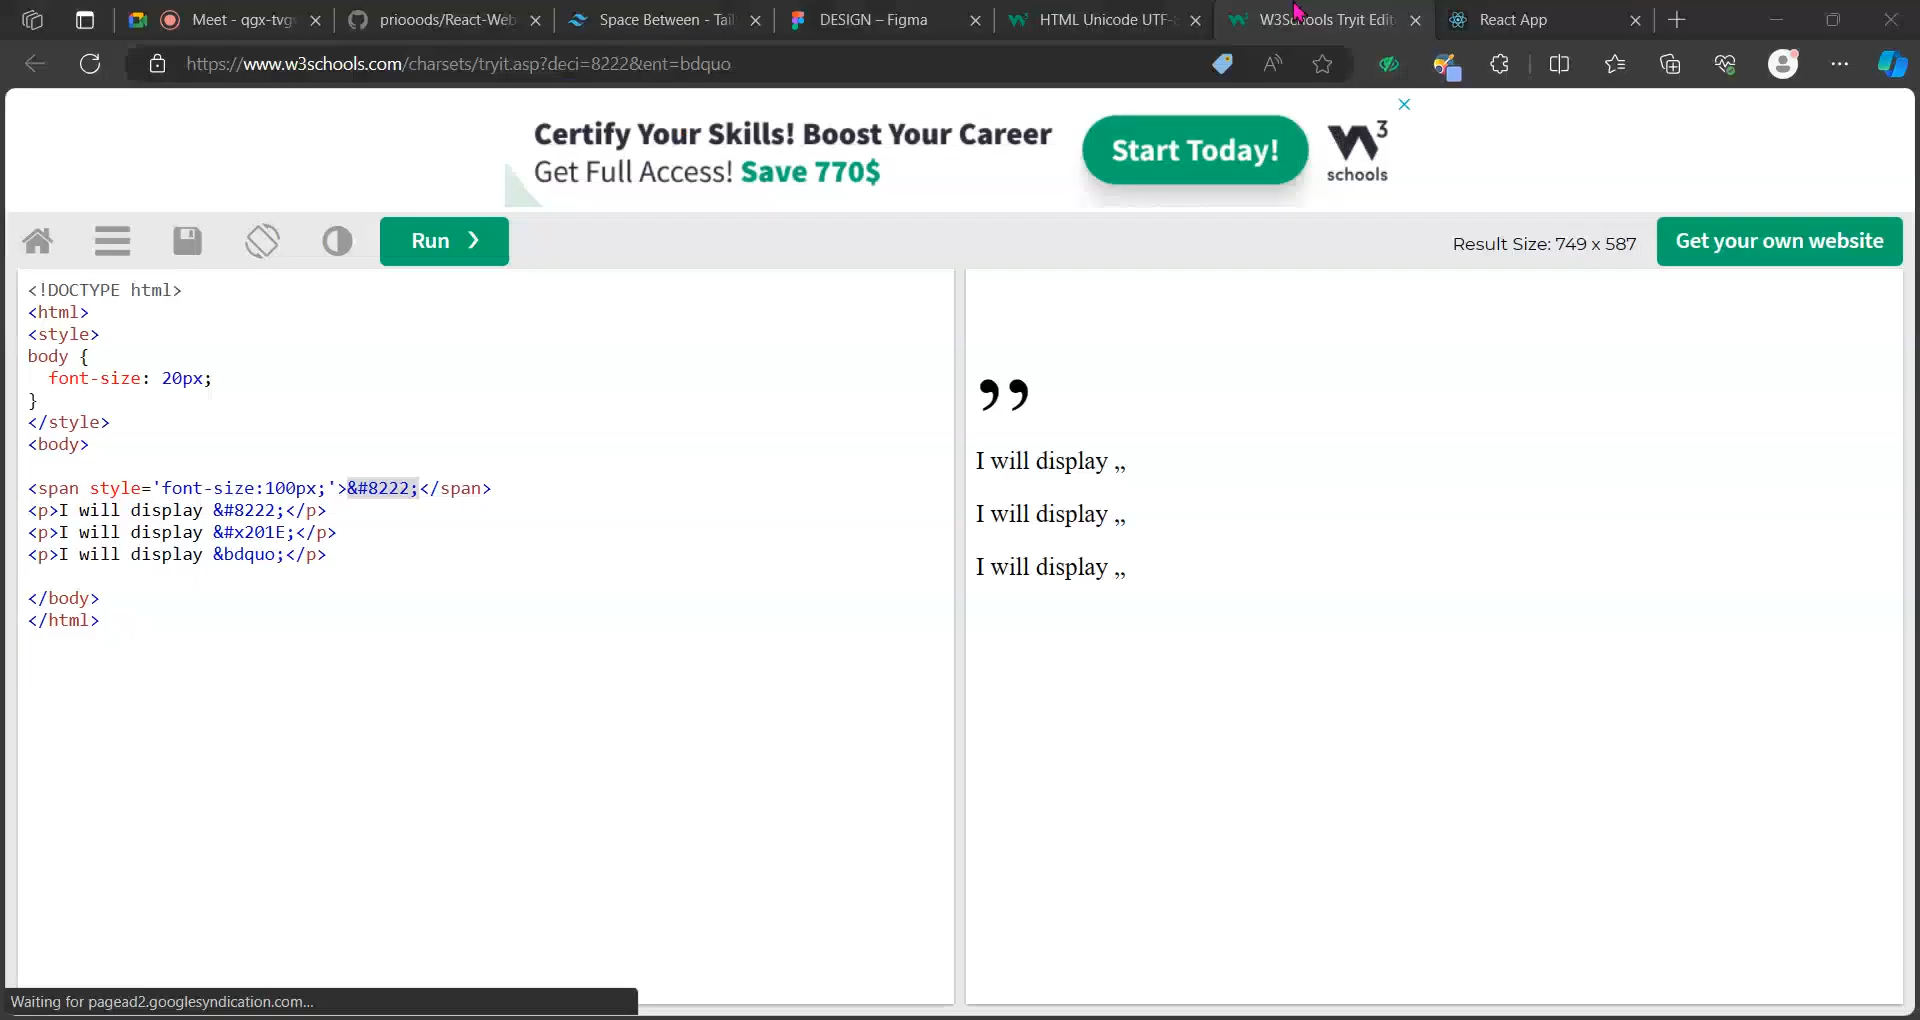 Meet - qgx-tvg
priooods/React-Web
Space Between - Tail
DESIGN – Figma
HTML Unicode UTF-8
W3Schools Tryit Edit
React App
https://www.w3schools.com/charsets/tryit.asp?deci=8222&ent=bdquo
Certify Your Skills! Boost Your Career
Get Full Access! Save 770$
Start Today!
W3
schools
Run ❯
Result Size: 749 x 587
Get your own website
<!DOCTYPE html>
<html>
<style>
body {
  font-size: 20px;
}
</style>
<body>
<span style='font-size:100px;'>&#8222;</span>
<p>I will display &#8222;</p>
<p>I will display &#x201E;</p>
<p>I will display &bdquo;</p>
</body>
</html>
„
I will display „
I will display „
I will display „
Waiting for pagead2.googlesyndication.com...